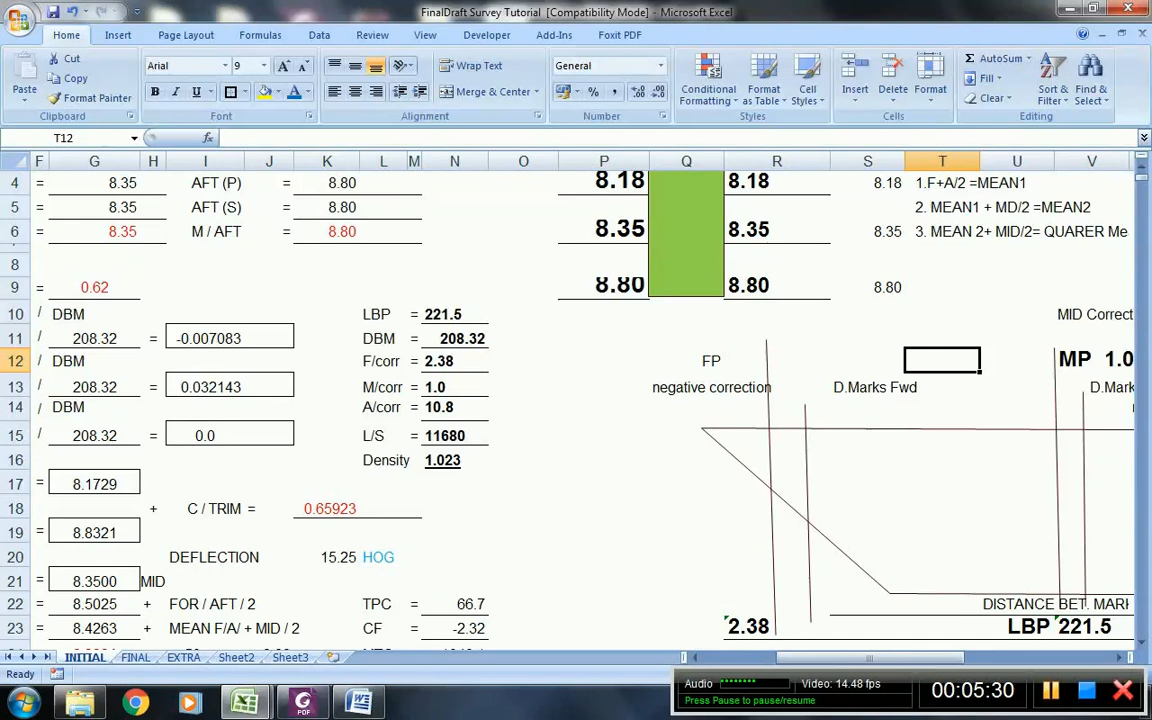 FinalDraft Survey Tutorial [Compatibility Mode] - Microsoft Excel
Home Insert Page Layout Formulas Data Review View Developer Add-Ins Foxit PDF
Cut
Copy
Format Painter
Paste
Clipboard
Arial 9
B I U
Font
Wrap Text
Merge & Center
Alignment
General
Number
Conditional Formatting
Format as Table
Cell Styles
Styles
Insert Delete Format
Cells
AutoSum
Fill
Clear
Sort & Filter
Find & Select
Editing
T12 fx
F G H I J K L M N O P Q R S T U V
4 = 8.35 AFT (P) = 8.80 8.18 8.18 8.18 1.F+A/2 =MEAN1
5 = 8.35 AFT (S) = 8.80 2. MEAN1 + MD/2 =MEAN2
6 = 8.35 M / AFT = 8.80 8.35 8.35 8.35 3. MEAN 2+ MID/2= QUARER Me
8
9 = 0.62 8.80 8.80 8.80
10 / DBM LBP = 221.5 MID Correct
11 / 208.32 = -0.007083 DBM = 208.32
12 / DBM F/corr = 2.38 FP MP 1.0
13 / 208.32 = 0.032143 M/corr = 1.0 negative correction D.Marks Fwd D.Mark
14 / DBM A/corr = 10.8
15 / 208.32 = 0.0 L/S = 11680
16 Density 1.023
17 = 8.1729
18 + C / TRIM = 0.65923
19 = 8.8321
20 DEFLECTION 15.25 HOG
21 = 8.3500 MID
22 = 8.5025 + FOR / AFT / 2 TPC = 66.7 DISTANCE BET. MARK
23 = 8.4263 + MEAN F/A/ + MID / 2 CF = -2.32 2.38 LBP 221.5
INITIAL FINAL EXTRA Sheet2 Sheet3
Ready
Audio Video: 14.48 fps
Press Pause to pause/resume
00:05:30